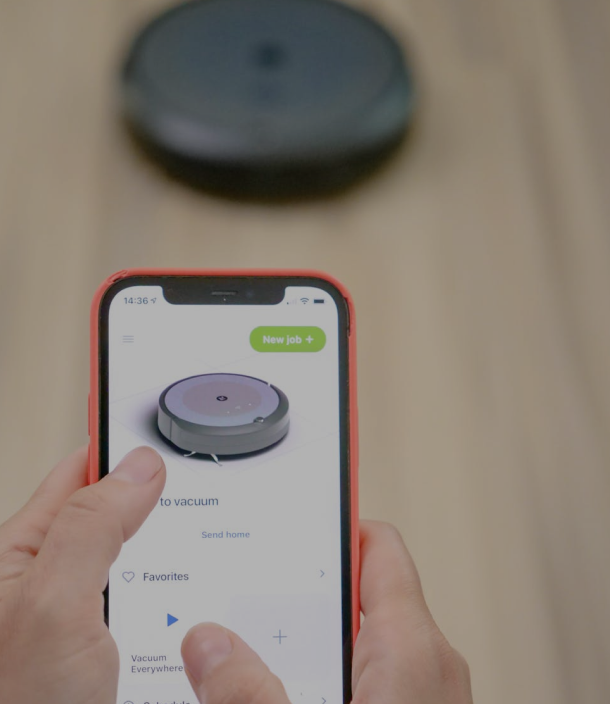 14:36
New job +
to vacuum
Send home
Favorites
Vacuum
Everywhere